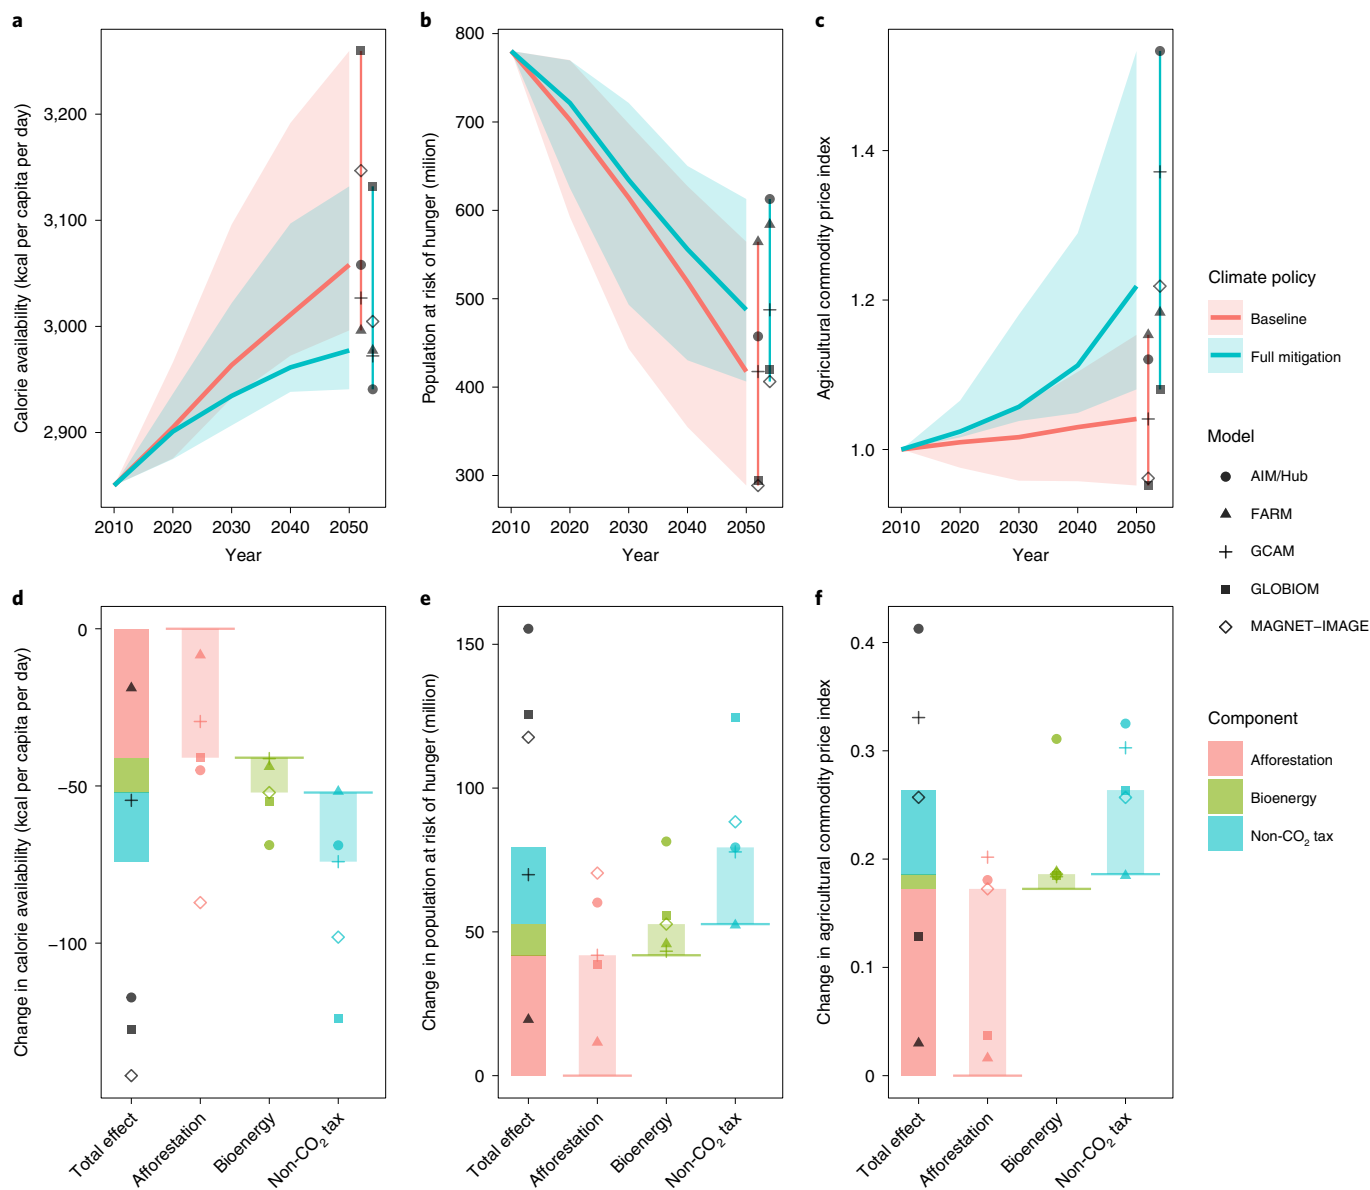 a
Calorie availability (kcal per capita per day)
3,200
3,100
3,000
2,900
2010 2020 2030 2040 2050
Year
b
Population at risk of hunger (milion)
800
700
600
500
400
300
2010 2020 2030 2040 2050
Year
c
Agricultural commodity price index
1.4
1.2
1.0
2010 2020 2030 2040 2050
Year
Climate policy
Baseline
Full mitigation
Model
AIM/Hub
FARM
GCAM
GLOBIOM
MAGNET–IMAGE
Component
Afforestation
Bioenergy
Non-CO₂ tax
d
Change in calorie availability (kcal per capita per day)
0
−50
−100
Total effect
Afforestation
Bioenergy
Non-CO₂ tax
e
Change in population at risk of hunger (million)
150
100
50
0
Total effect
Afforestation
Bioenergy
Non-CO₂ tax
f
Change in agricultural commodity price index
0.4
0.3
0.2
0.1
0
Total effect
Afforestation
Bioenergy
Non-CO₂ tax